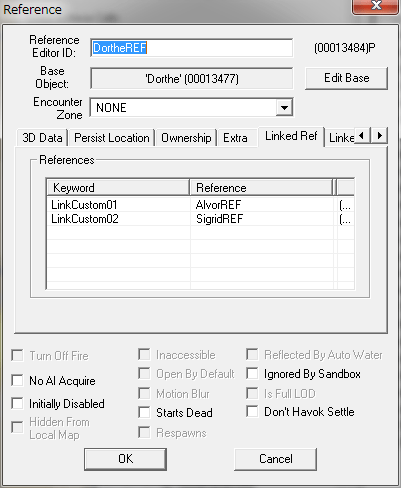 Reference
Reference Editor ID: DortheREF (00013484)P
Base Object: 'Dorthe' (00013477) Edit Base
Encounter Zone NONE
3D Data Persist Location Ownership Extra Linked Ref Linke
References
Keyword Reference
LinkCustom01 AlvorREF (...
LinkCustom02 SigridREF (...
Turn Off Fire Inaccessible Reflected By Auto Water
No AI Acquire Open By Default Ignored By Sandbox
Initially Disabled Motion Blur Is Full LOD
Hidden From Local Map Starts Dead Don't Havok Settle
Respawns
OK Cancel